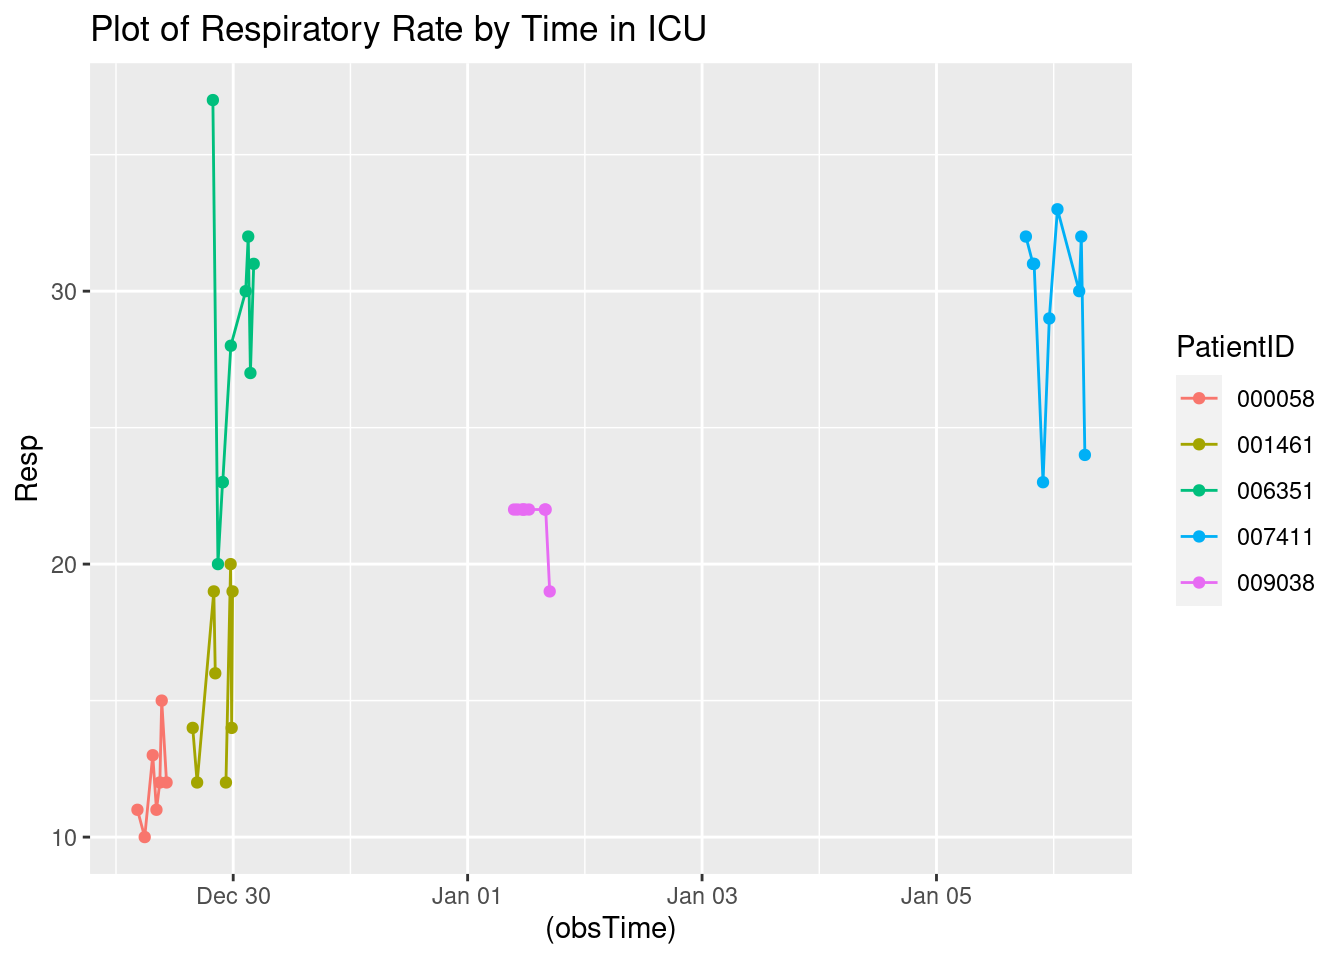 Plot of Respiratory Rate by Time in ICU
30
20
10
Resp
Dec 30
Jan 01
Jan 03
Jan 05
(obsTime)
PatientID
000058
001461
006351
007411
009038